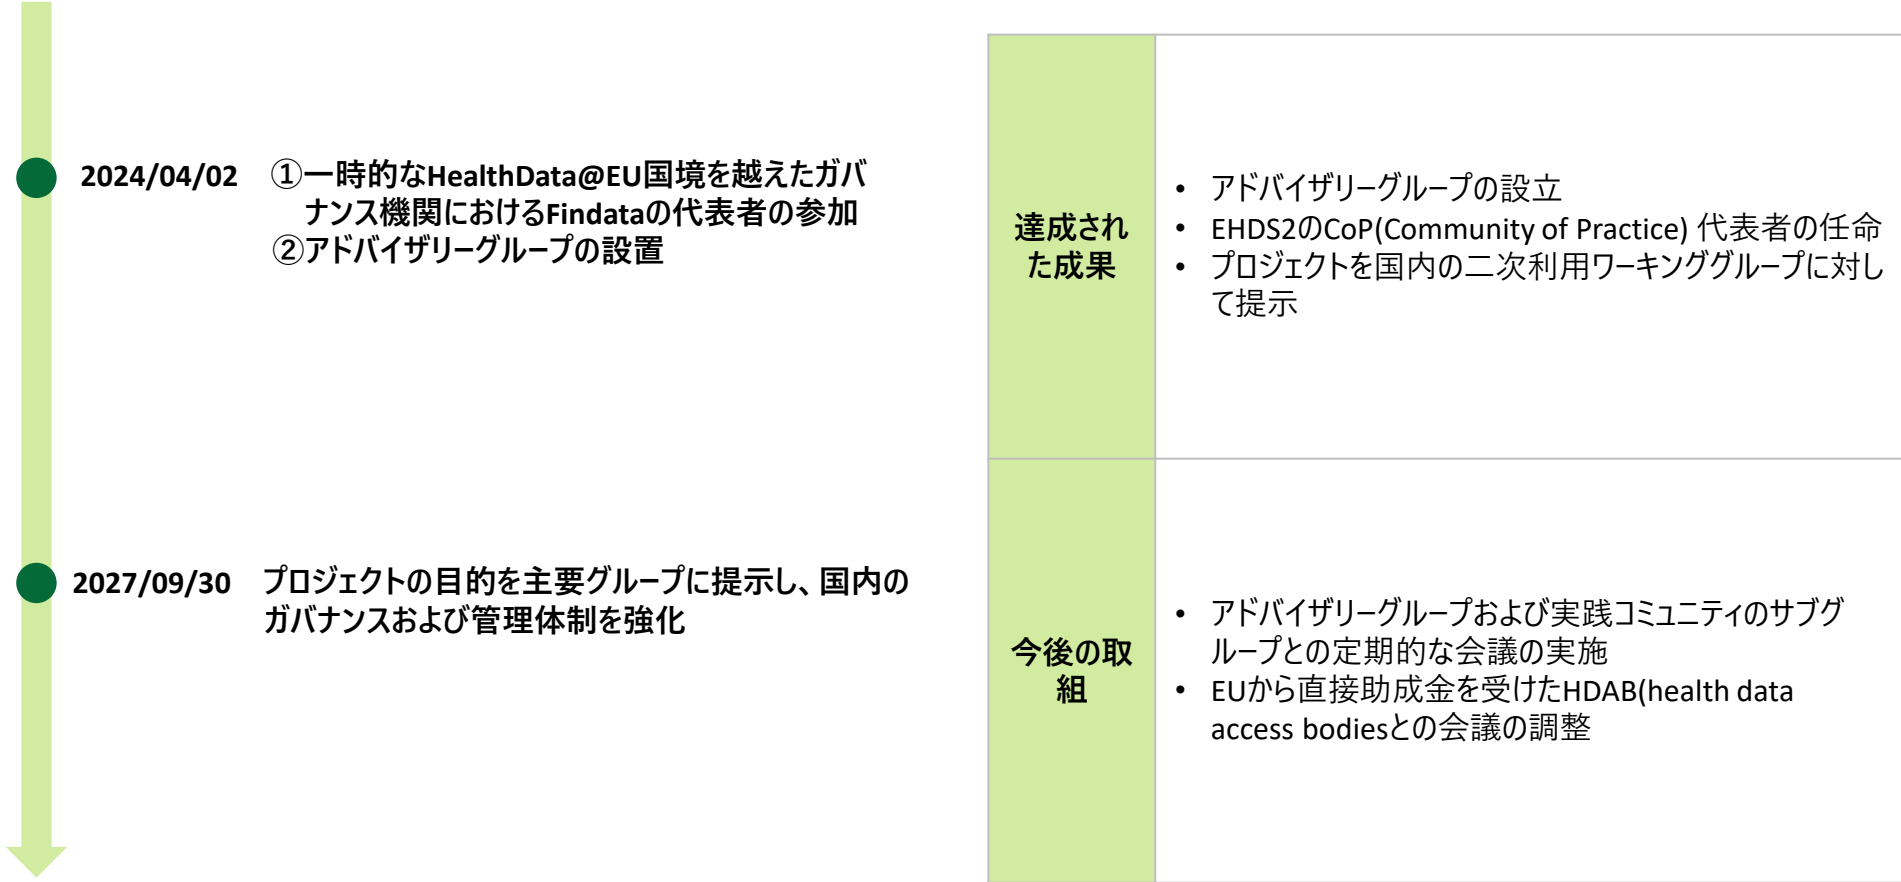 2024/04/02 ①一時的なHealthData@EU国境を越えたガバ
ナンス機関におけるFindataの代表者の参加
②アドバイザリーグループの設置
2027/09/30 プロジェクトの目的を主要グループに提示し、国内の
ガバナンスおよび管理体制を強化
達成され
た成果
• アドバイザリーグループの設立
• EHDS2のCoP(Community of Practice) 代表者の任命
• プロジェクトを国内の二次利用ワーキンググループに対し
て提示
今後の取
組
• アドバイザリーグループおよび実践コミュニティのサブグ
ループとの定期的な会議の実施
• EUから直接助成金を受けたHDAB(health data
access bodiesとの会議の調整